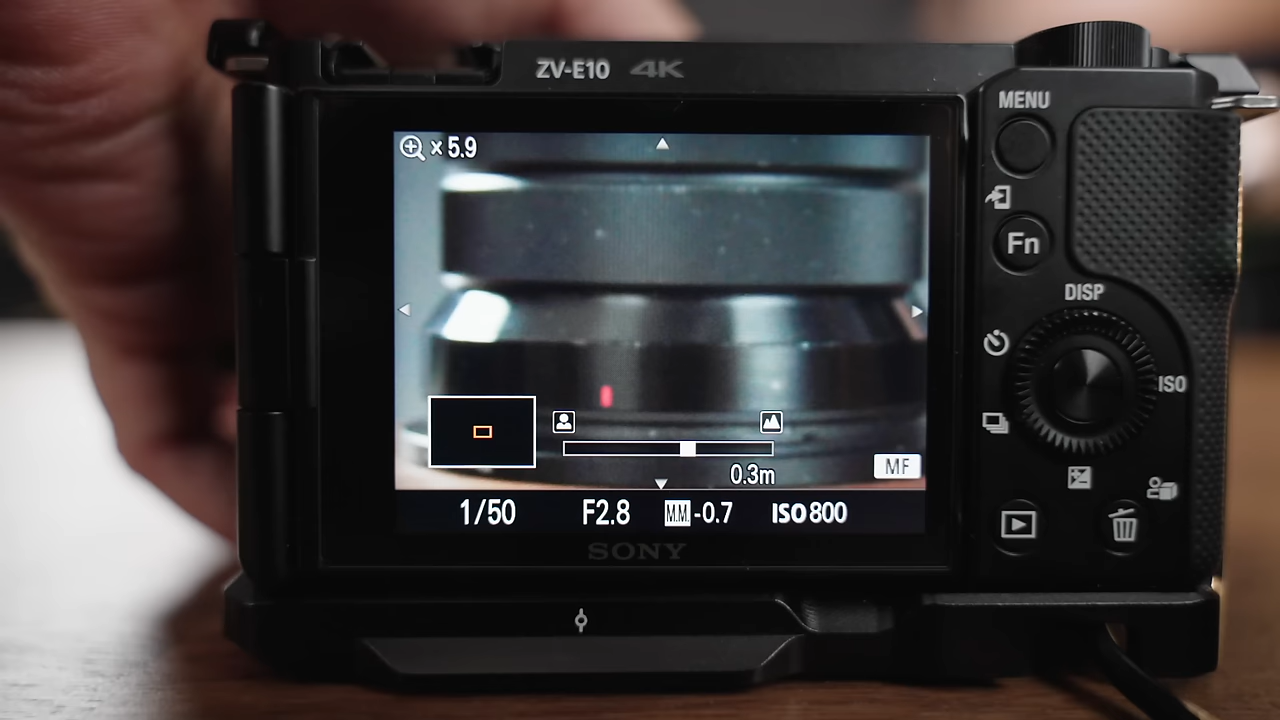 ZV-E10 4K
MENU
× 5.9
Fn
DISP
ISO
0.3m
MF
1/50 F2.8 M.M. -0.7 ISO 800
SONY